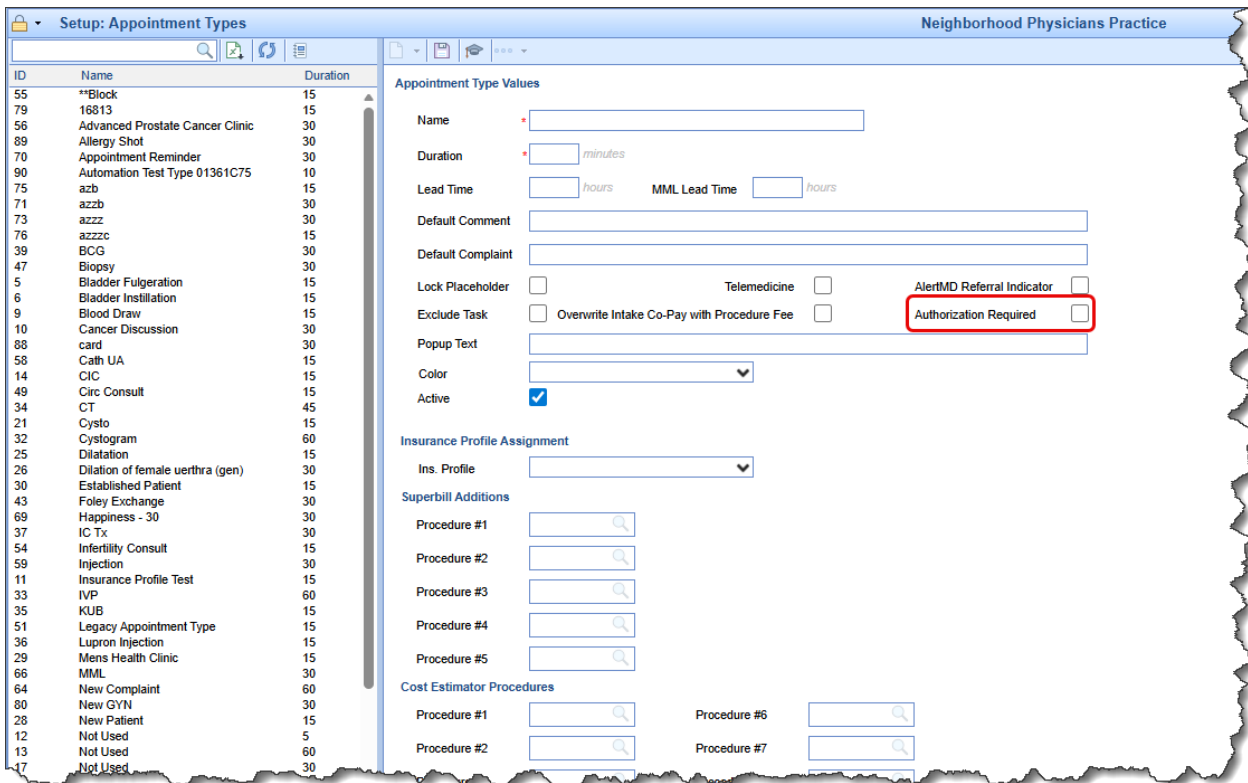 Setup: Appointment Types
Neighborhood Physicians Practice
ID Name Duration
55 **Block 15
79 16813 15
56 Advanced Prostate Cancer Clinic 30
89 Allergy Shot 30
70 Appointment Reminder 30
90 Automation Test Type 01361C75 10
75 azb 15
71 azzb 30
73 azzz 30
76 azzzc 15
39 BCG 30
47 Biopsy 30
5 Bladder Fulgeration 15
6 Bladder Instillation 15
9 Blood Draw 15
10 Cancer Discussion 30
88 card 30
58 Cath UA 15
14 CIC 15
49 Circ Consult 15
34 CT 45
21 Cysto 15
32 Cystogram 60
25 Dilatation 15
26 Dilation of female uerthra (gen) 30
30 Established Patient 15
43 Foley Exchange 30
69 Happiness - 30 30
37 IC Tx 30
54 Infertility Consult 15
59 Injection 30
11 Insurance Profile Test 15
33 IVP 60
35 KUB 15
51 Legacy Appointment Type 15
36 Lupron Injection 15
29 Mens Health Clinic 15
66 MML 30
64 New Complaint 60
80 New GYN 30
28 New Patient 15
12 Not Used 5
13 Not Used 60
17 Not Used 30
Appointment Type Values
Name *
Duration * minutes
Lead Time hours MML Lead Time hours
Default Comment
Default Complaint
Lock Placeholder Telemedicine AlertMD Referral Indicator
Exclude Task Overwrite Intake Co-Pay with Procedure Fee Authorization Required
Popup Text
Color
Active
Insurance Profile Assignment
Ins. Profile
Superbill Additions
Procedure #1
Procedure #2
Procedure #3
Procedure #4
Procedure #5
Cost Estimator Procedures
Procedure #1 Procedure #6
Procedure #2 Procedure #7